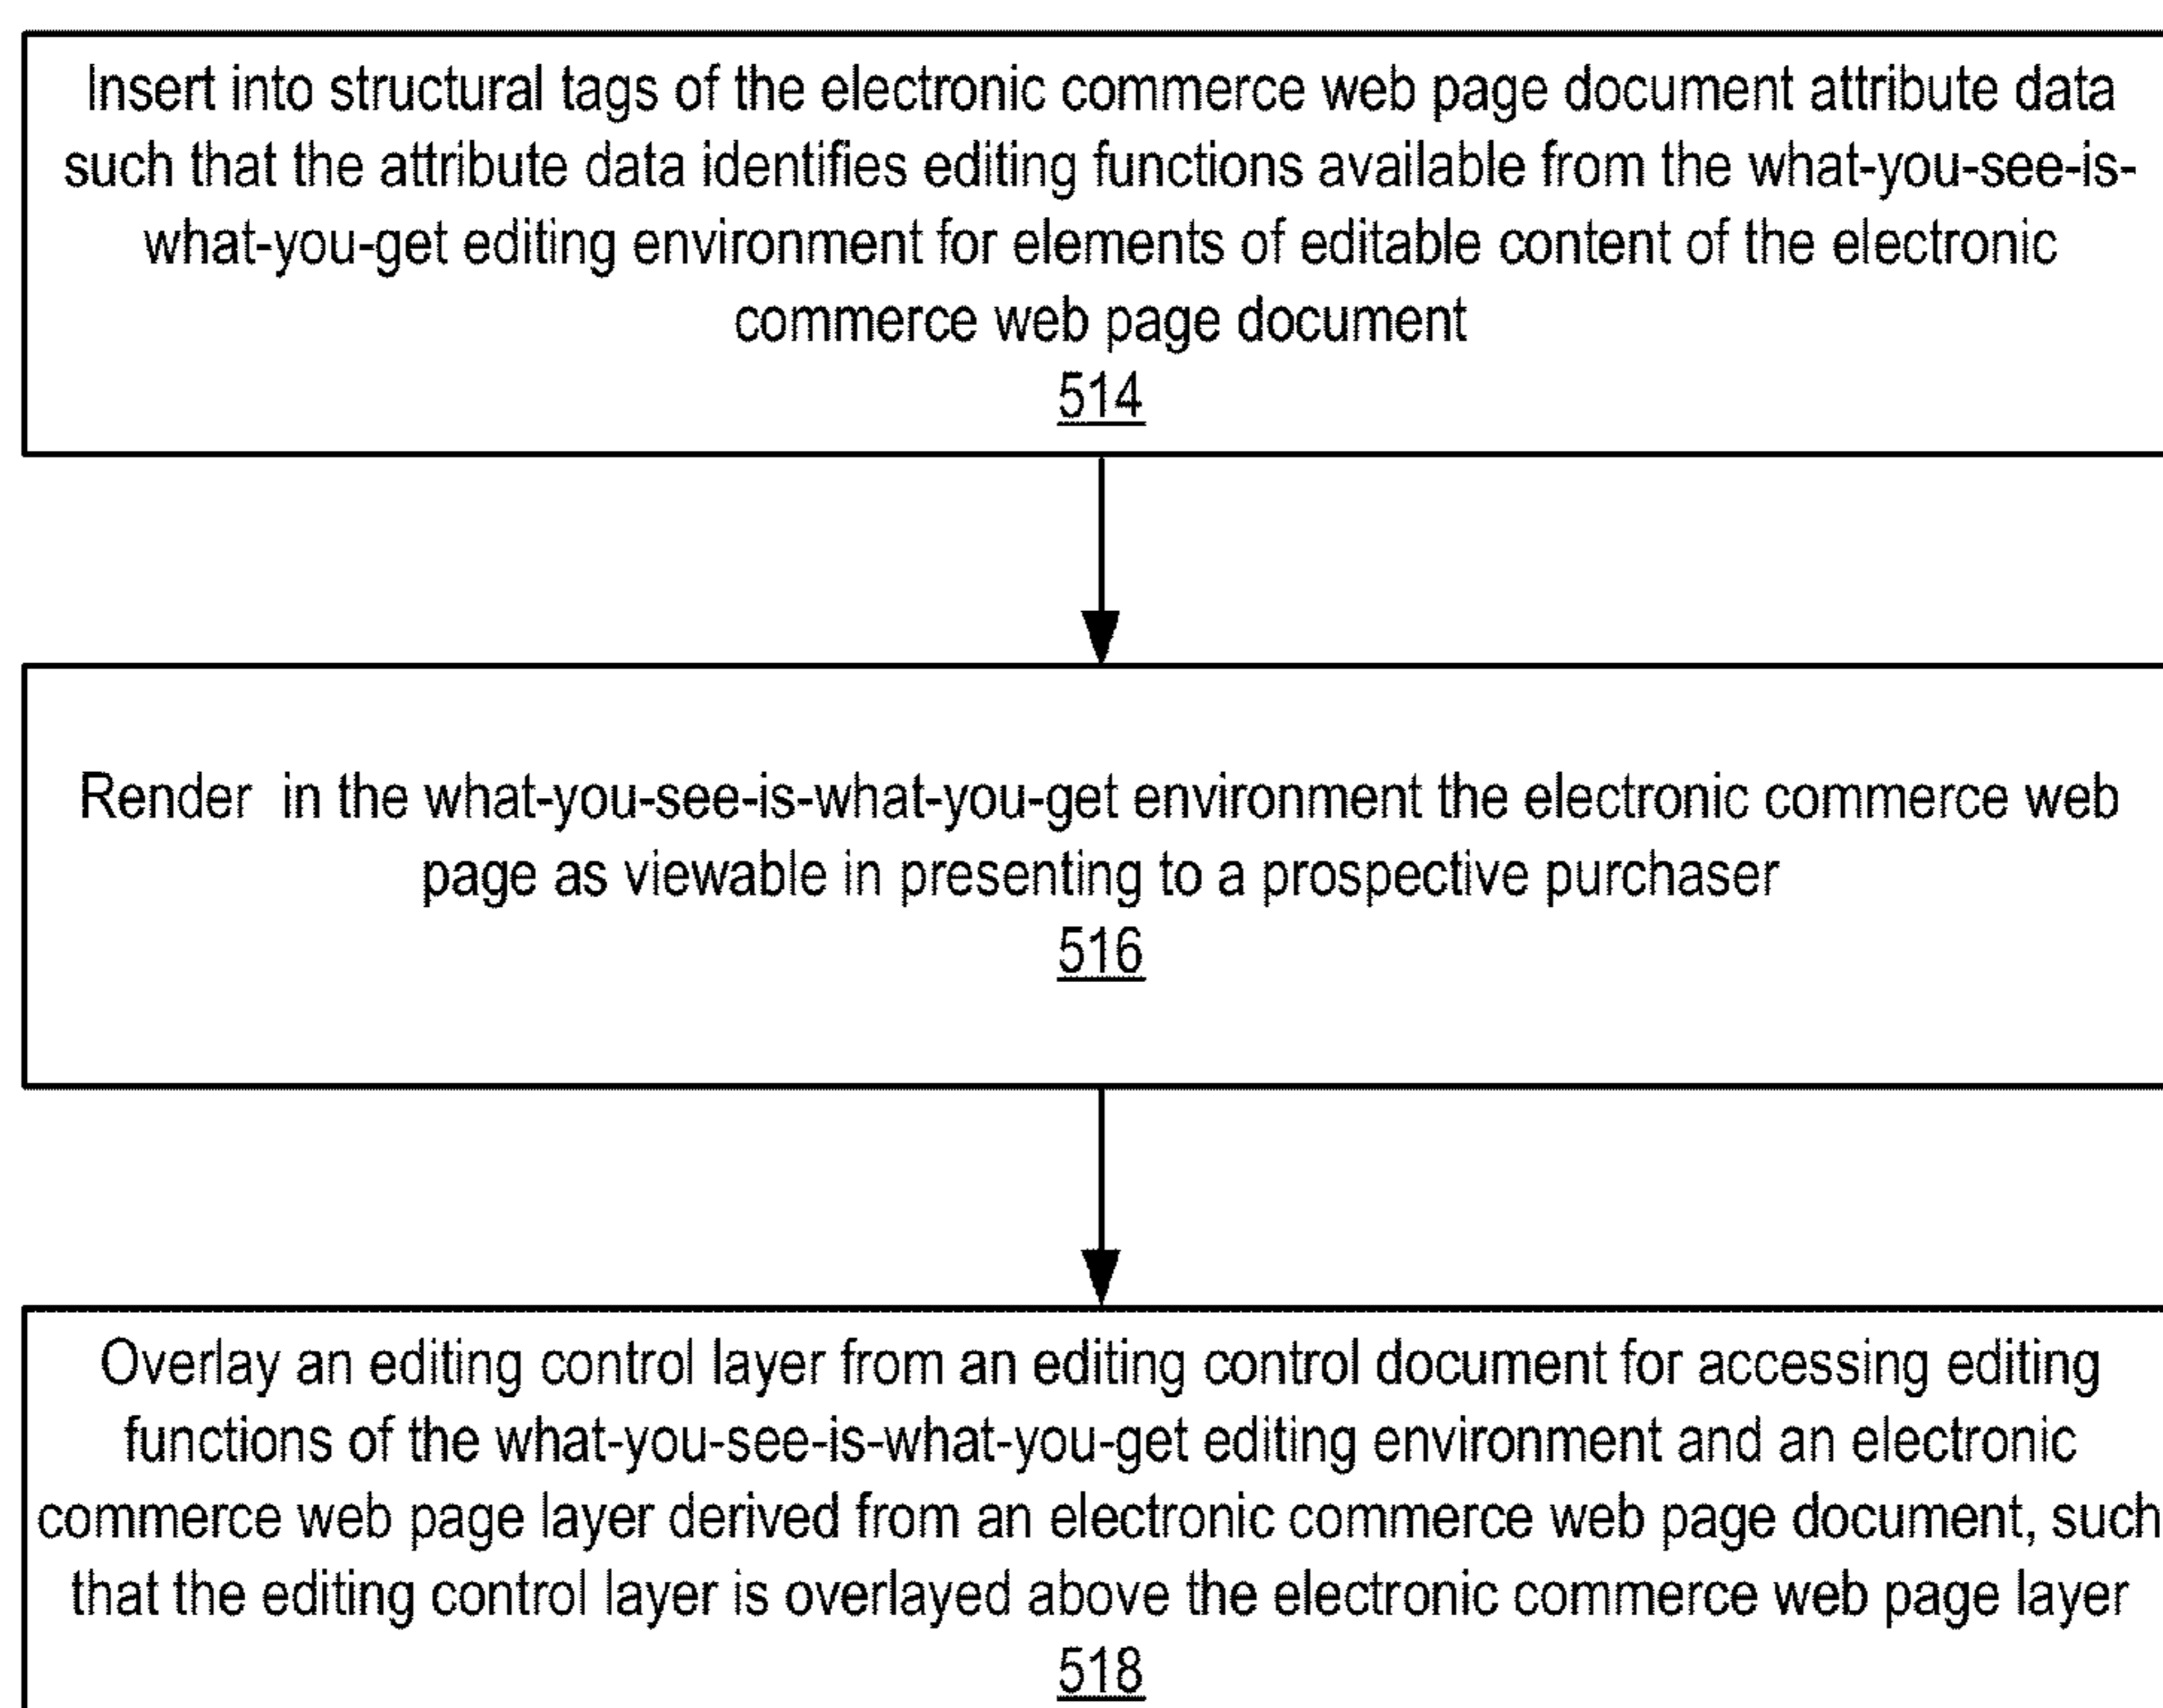 Insert into structural tags of the electronic commerce web page document attribute data
such that the attribute data identifies editing functions available from the what-you-see-is-
what-you-get editing environment for elements of editable content of the electronic
commerce web page document
514
Render in the what-you-see-is-what-you-get environment the electronic commerce web
page as viewable in presenting to a prospective purchaser
516
Overlay an editing control layer from an editing control document for accessing editing
functions of the what-you-see-is-what-you-get editing environment and an electronic
commerce web page layer derived from an electronic commerce web page document, such
that the editing control layer is overlayed above the electronic commerce web page layer
518